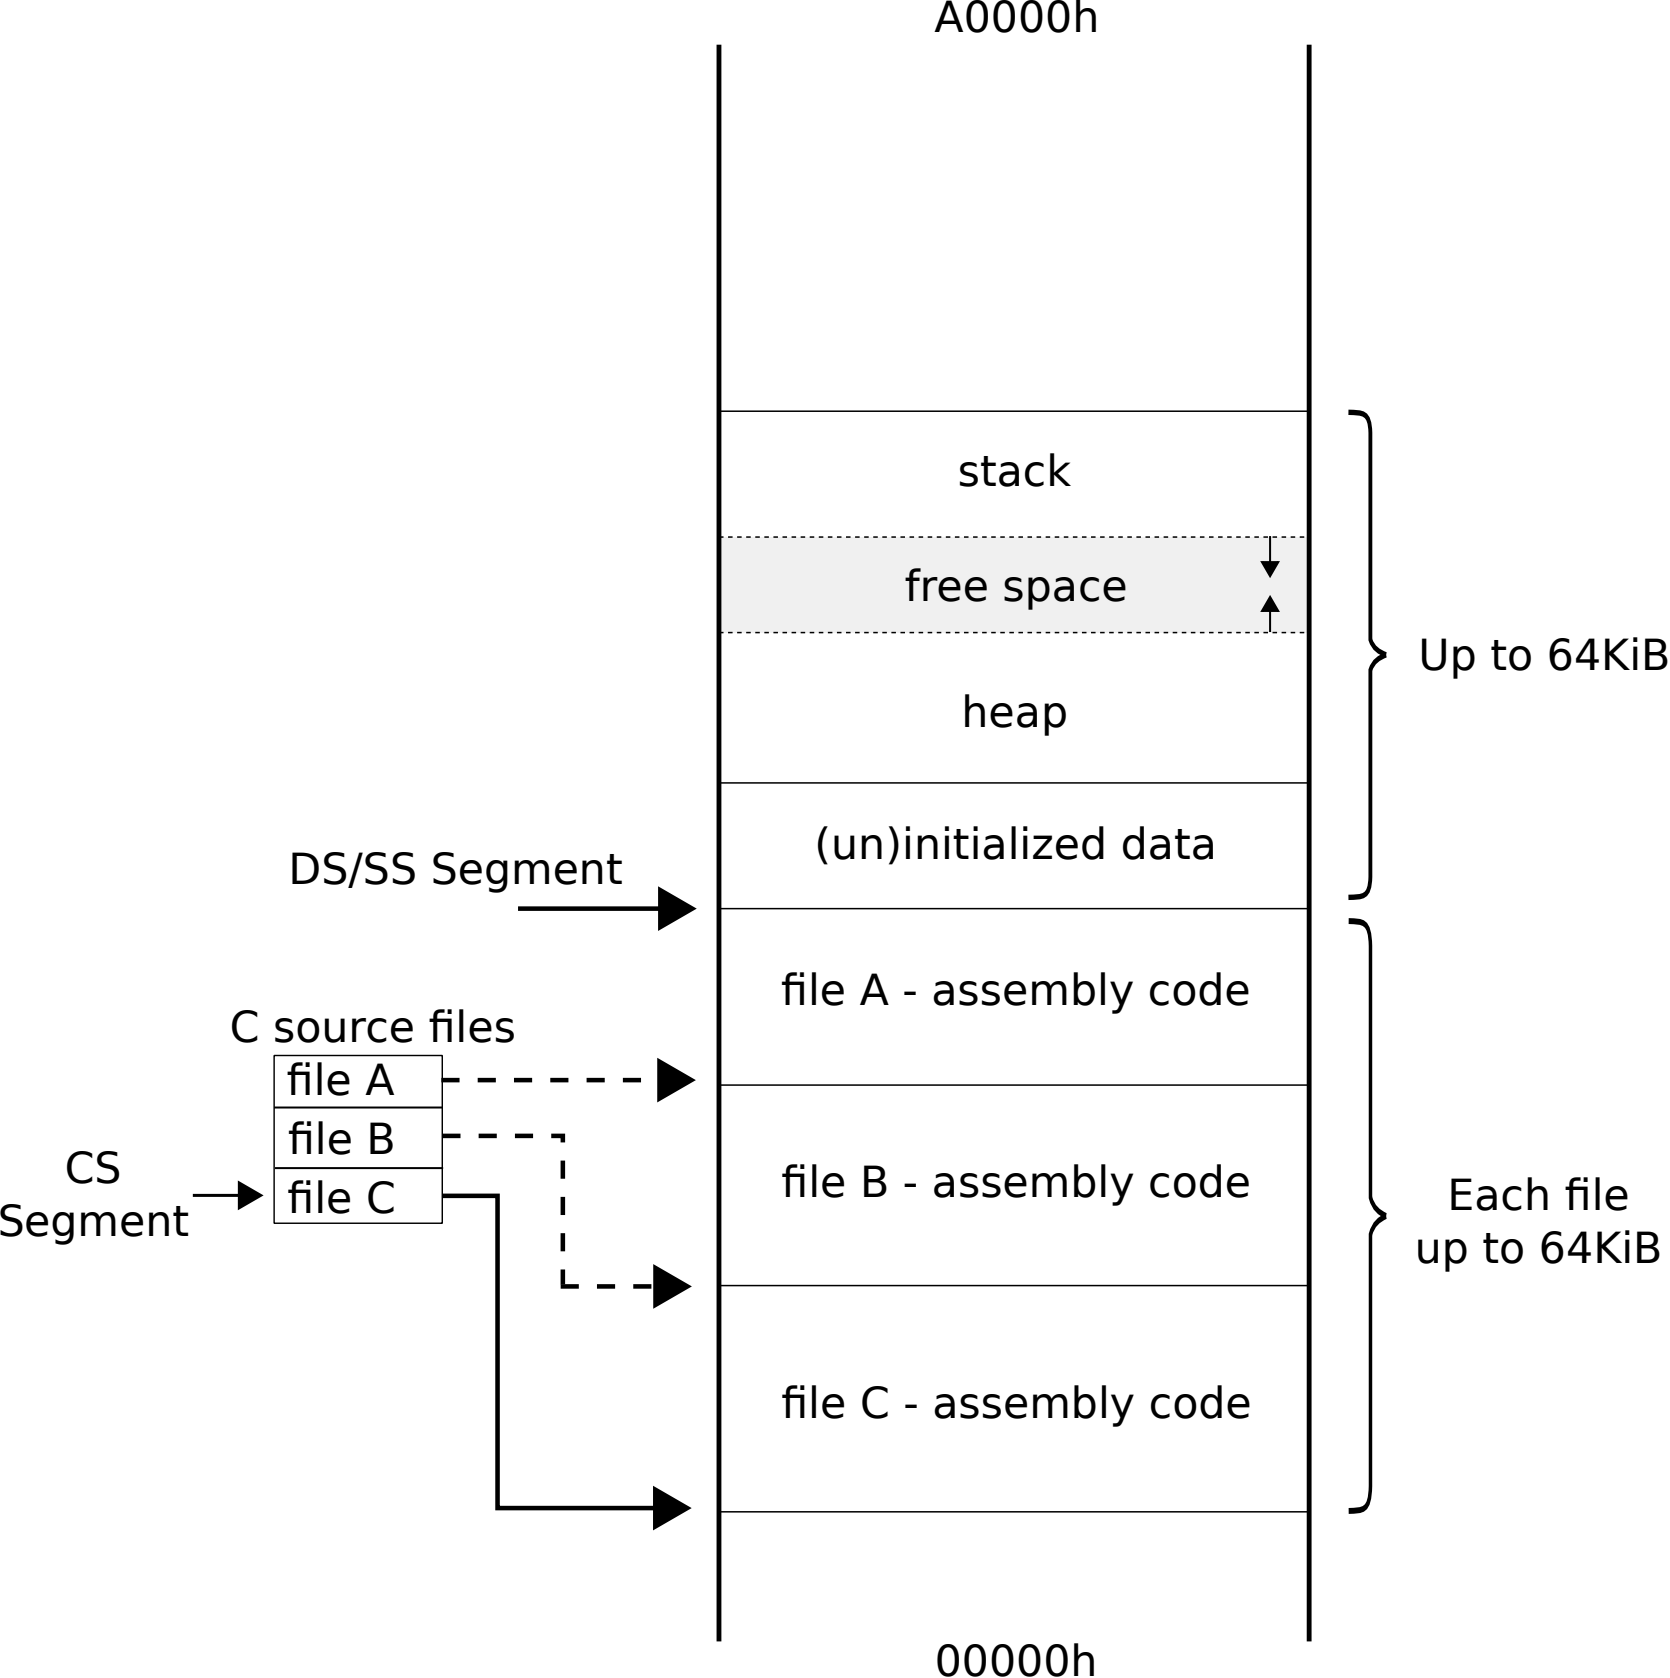 A0000h
stack
free space
heap
Up to 64KiB
(un)initialized data
DS/SS Segment
file A - assembly code
C source files
file A
file B
file C
CS
Segment
file B - assembly code
Each file
up to 64KiB
file C - assembly code
00000h